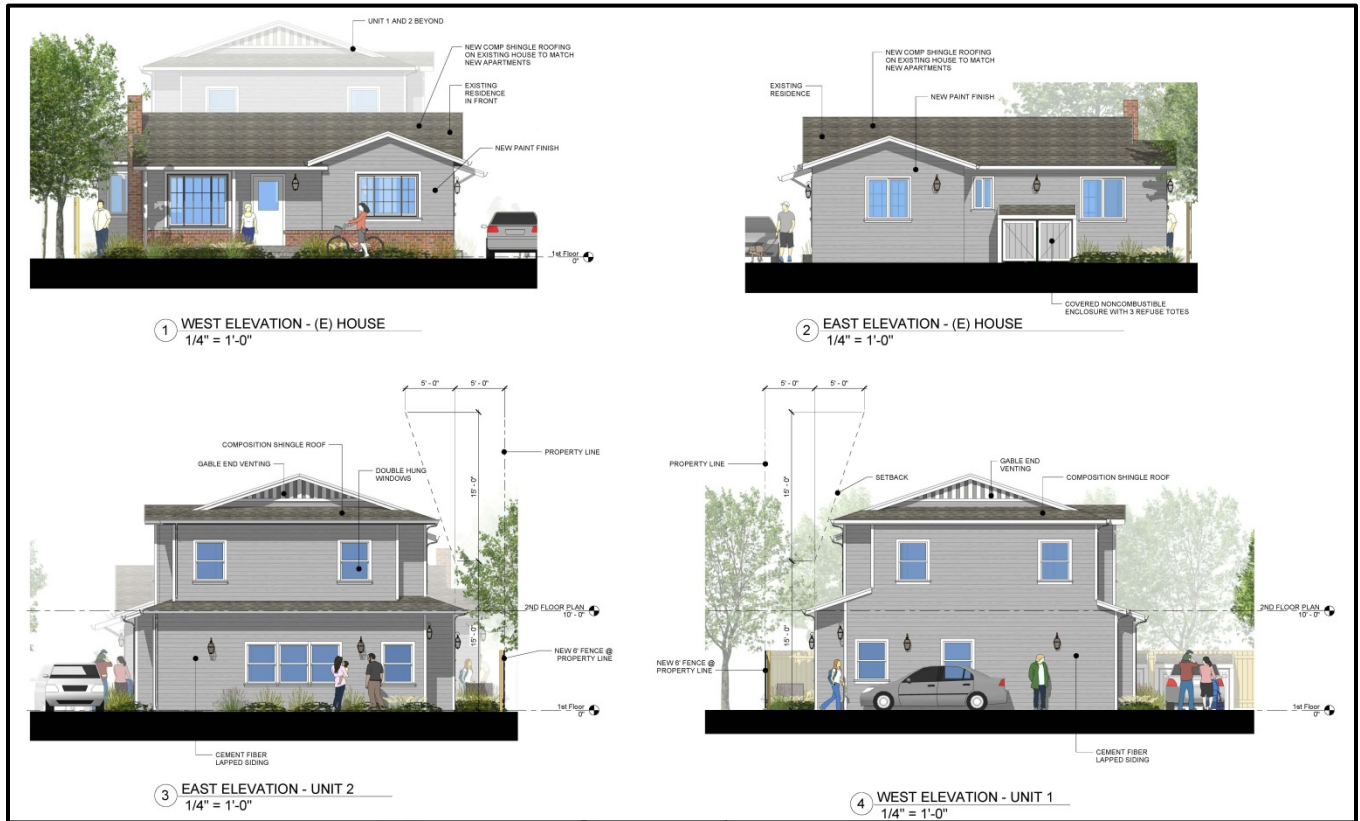 UNIT 1 AND 2 BEYOND
NEW COMP SHINGLE ROOFING
ON EXISTING HOUSE TO MATCH
NEW APARTMENTS
EXISTING
RESIDENCE
IN FRONT
NEW PAINT FINISH
1st Floor
0"
1 WEST ELEVATION - (E) HOUSE
1/4" = 1'-0"
NEW COMP SHINGLE ROOFING
ON EXISTING HOUSE TO MATCH
NEW APARTMENTS
EXISTING
RESIDENCE
NEW PAINT FINISH
COVERED NONCOMBUSTIBLE
ENCLOSURE WITH 3 REFUSE TOTES
2 EAST ELEVATION - (E) HOUSE
1/4" = 1'-0"
5' - 0" 5' - 0"
COMPOSITION SHINGLE ROOF
GABLE END VENTING
DOUBLE HUNG
WINDOWS
PROPERTY LINE
15' - 0"
2ND FLOOR PLAN
10' - 0"
15' - 0"
NEW 6' FENCE @
PROPERTY LINE
1st Floor
0"
CEMENT FIBER
LAPPED SIDING
3 EAST ELEVATION - UNIT 2
1/4" = 1'-0"
5' - 0" 5' - 0"
PROPERTY LINE
SETBACK
GABLE END
VENTING
COMPOSITION SHINGLE ROOF
15' - 0"
2ND FLOOR PLAN
10' - 0"
15' - 0"
NEW 6' FENCE @
PROPERTY LINE
1st Floor
0"
CEMENT FIBER
LAPPED SIDING
4 WEST ELEVATION - UNIT 1
1/4" = 1'-0"